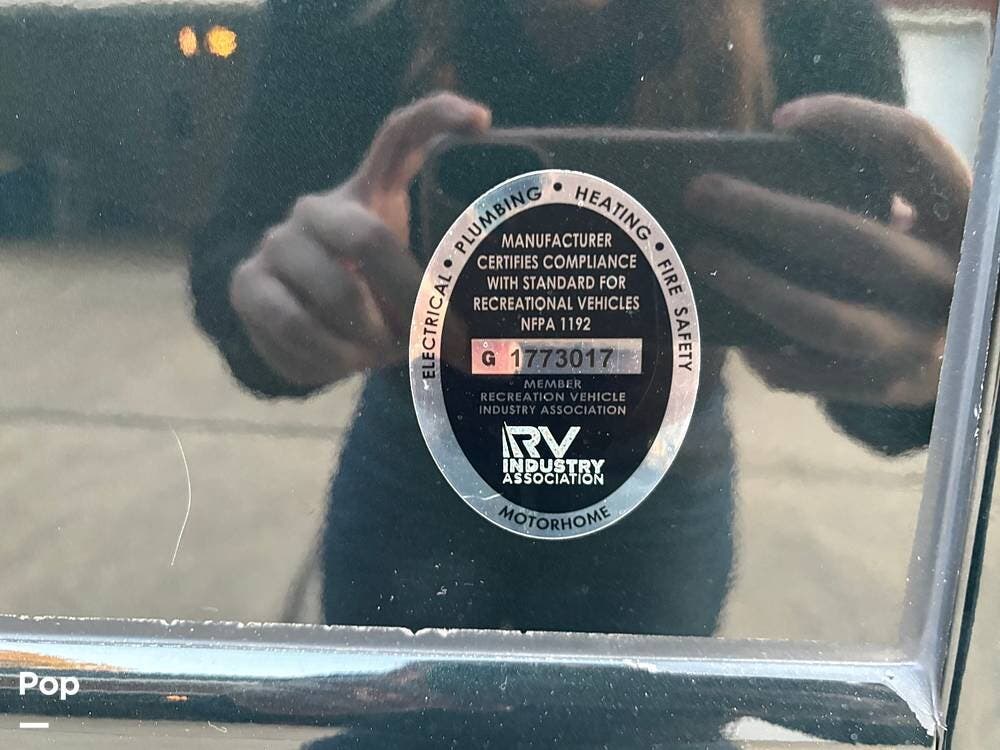 ELECTRICAL • PLUMBING • HEATING • FIRE SAFETY
MANUFACTURER
CERTIFIES COMPLIANCE
WITH STANDARD FOR
RECREATIONAL VEHICLES
NFPA 1192
G 1773017
MEMBER
RECREATION VEHICLE
INDUSTRY ASSOCIATION
RV
INDUSTRY
ASSOCIATION
MOTORHOME
Pop